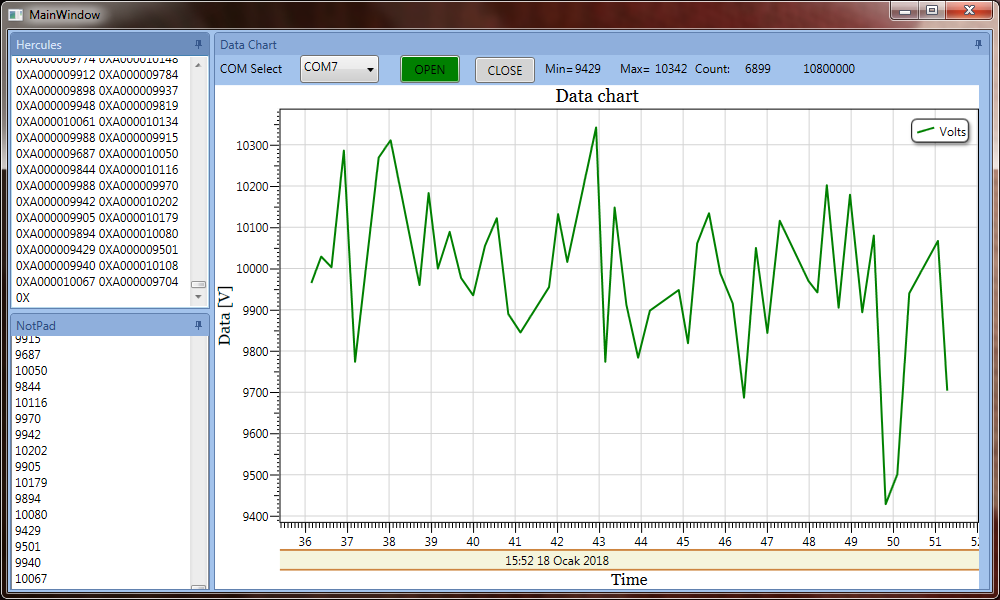 MainWindow
Hercules
0XA000009774 0XA000010148
0XA000009912 0XA000009784
0XA000009898 0XA000009937
0XA000009948 0XA000009819
0XA000010061 0XA000010134
0XA000009988 0XA000009915
0XA000009687 0XA000010050
0XA000009844 0XA000010116
0XA000009988 0XA000009970
0XA000009942 0XA000010202
0XA000009905 0XA000010179
0XA000009894 0XA000010080
0XA000009429 0XA000009501
0XA000009940 0XA000010108
0XA000010067 0XA000009704
0X
NotPad
9915
9687
10050
9844
10116
9970
9942
10202
9905
10179
9894
10080
9429
9501
9940
10067
Data Chart
COM Select COM7 OPEN CLOSE Min= 9429 Max= 10342 Count: 6899 10800000
Data chart
Volts
Data [V]
10300
10200
10100
10000
9900
9800
9700
9600
9500
9400
36 37 38 39 40 41 42 43 44 45 46 47 48 49 50 51
15:52 18 Ocak 2018
Time